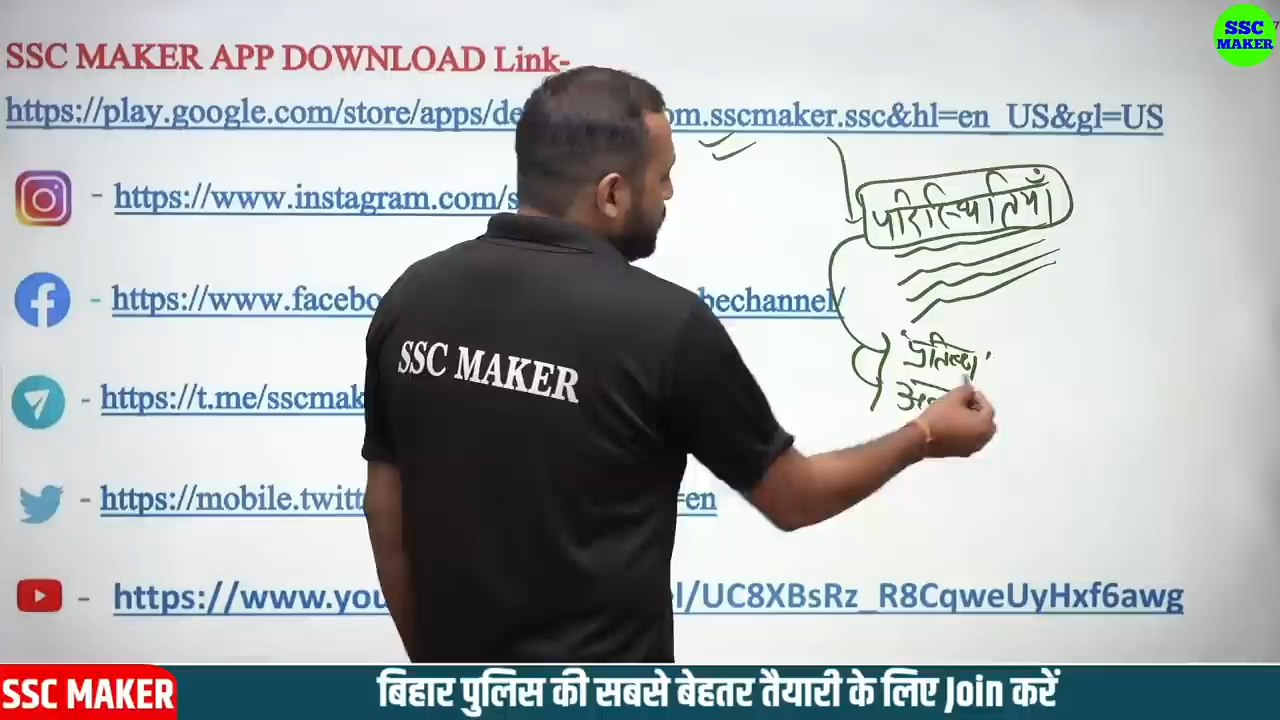 SSC MAKER
SSC MAKER APP DOWNLOAD Link-
https://play.google.com/store/apps/de om.sscmaker.ssc&hl=en_US&gl=US
- https://www.instagram.com/s
परिस्थितियाँ
- https://www.facebo bechannel/
- https://t.me/sscmak
SSC MAKER
- https://mobile.twitt =en
- https://www.you l/UC8XBsRz_R8CqweUyHxf6awg
SSC MAKER
बिहार पुलिस की सबसे बेहतर तैयारी के लिए Join करें